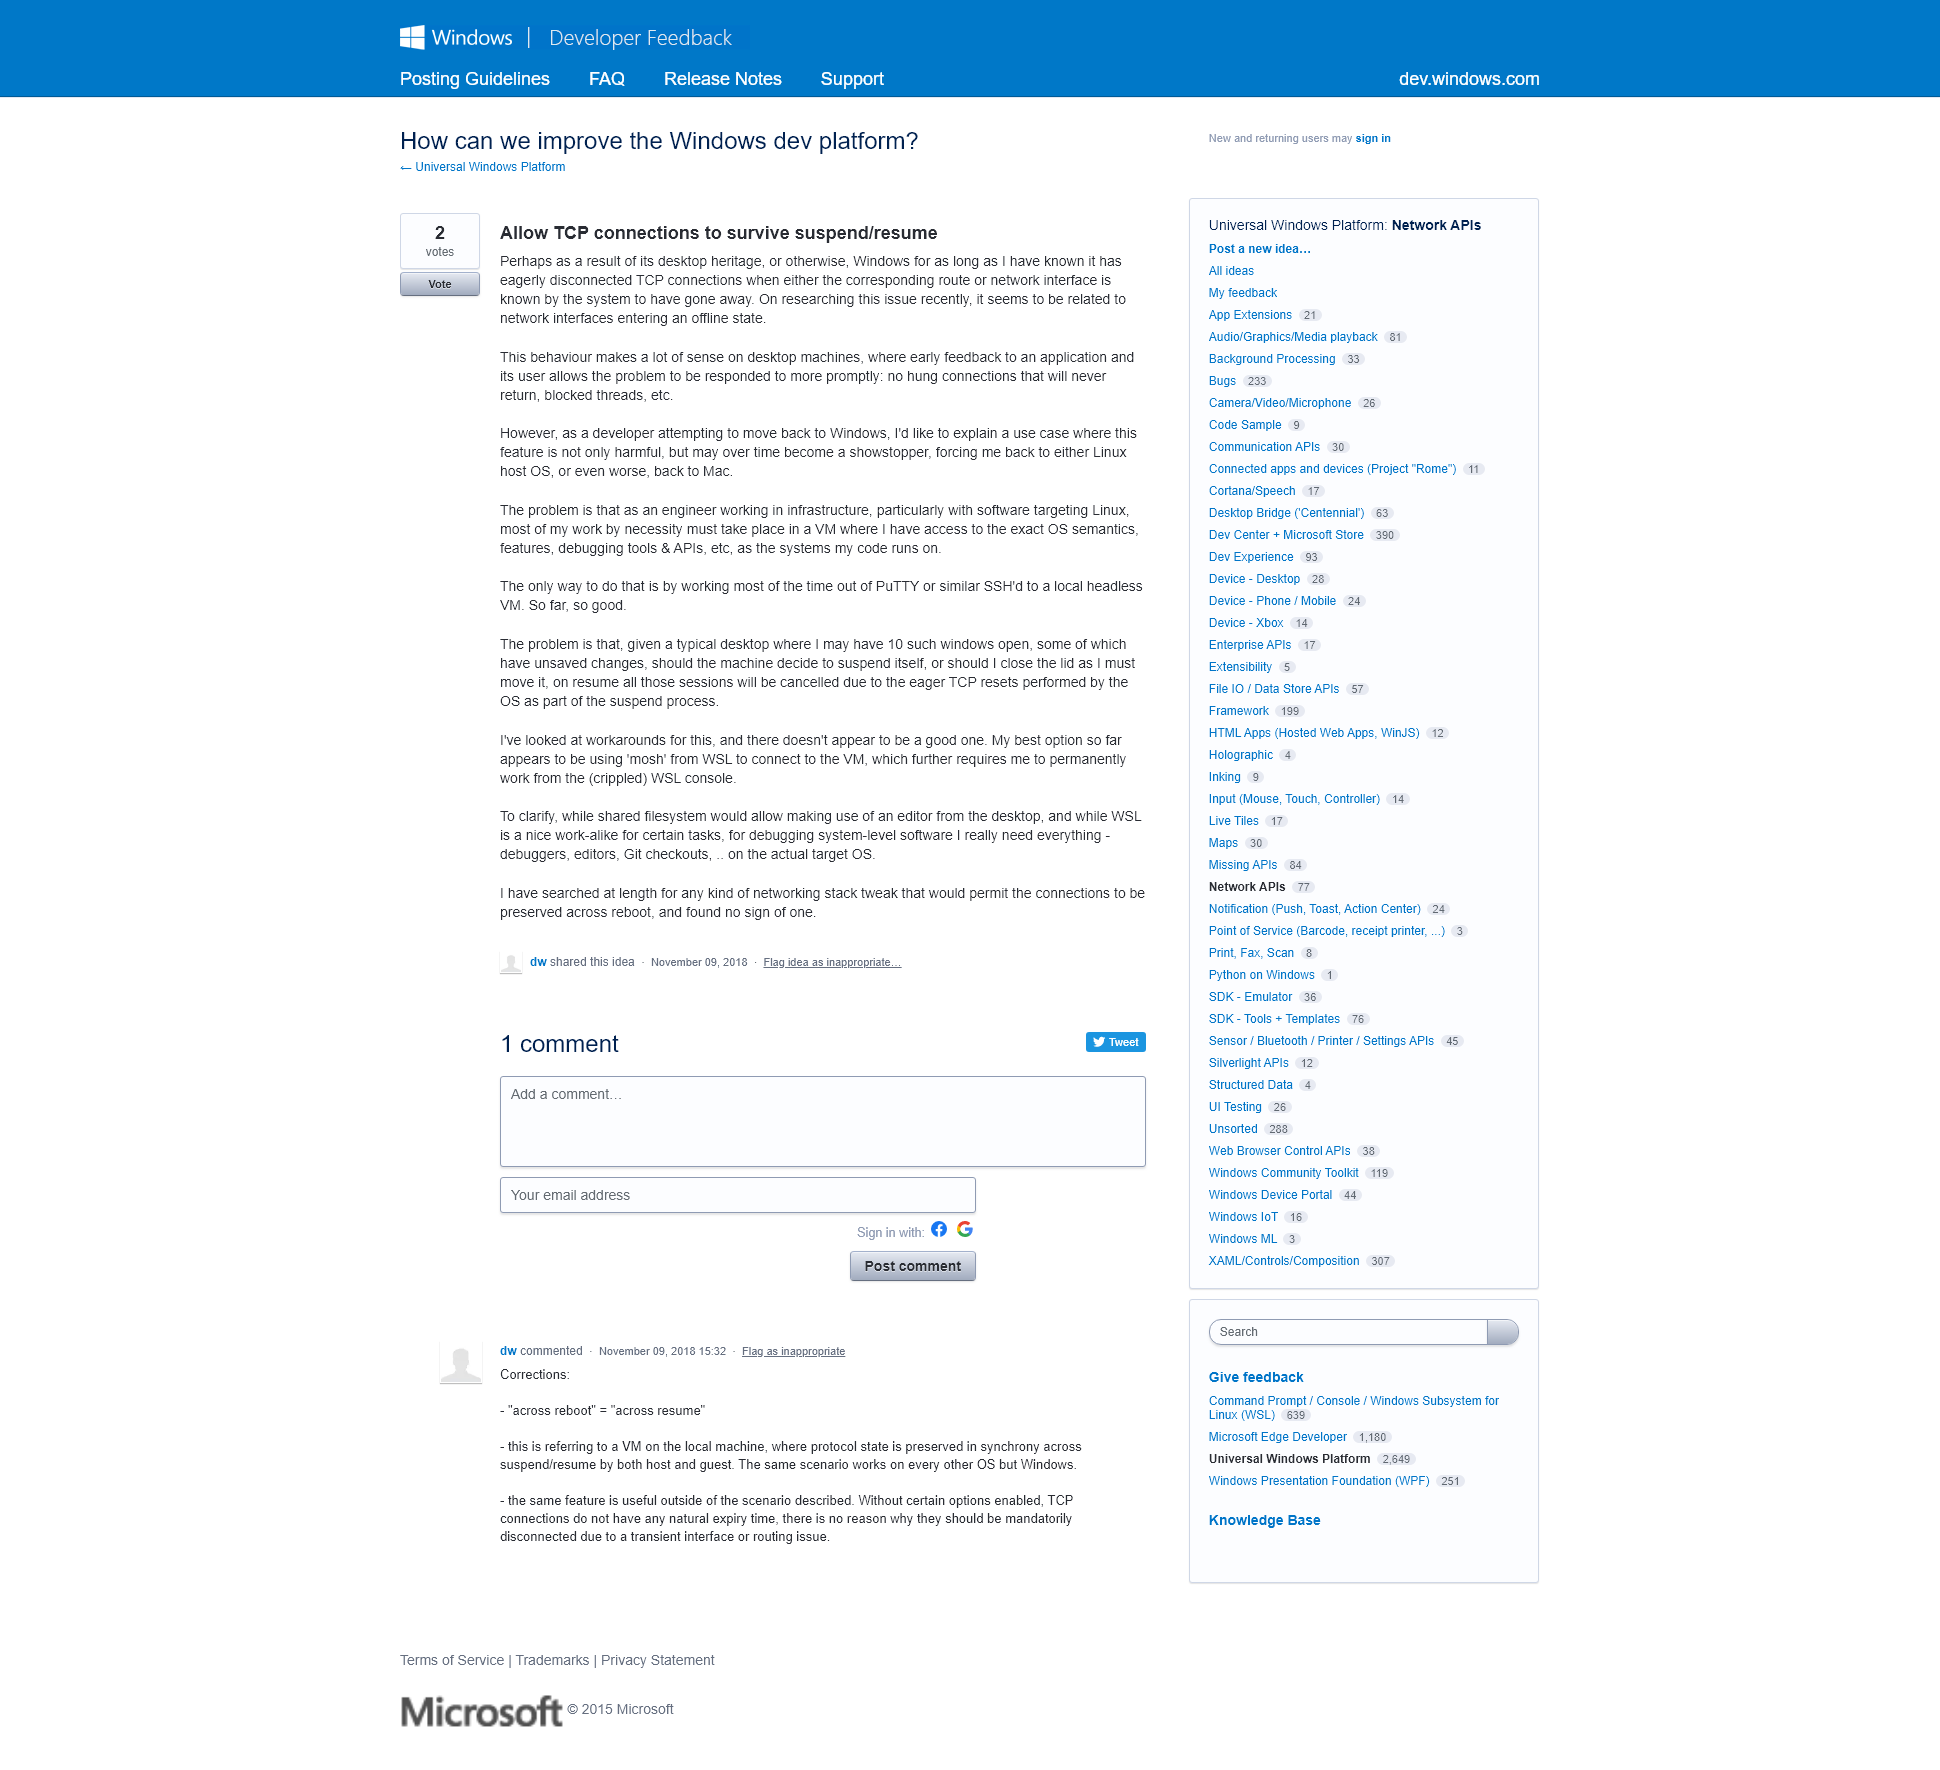 Windows | Developer Feedback
Posting Guidelines FAQ Release Notes Support dev.windows.com
How can we improve the Windows dev platform?
← Universal Windows Platform
New and returning users may sign in
2
votes
Vote
Allow TCP connections to survive suspend/resume
Perhaps as a result of its desktop heritage, or otherwise, Windows for as long as I have known it has
eagerly disconnected TCP connections when either the corresponding route or network interface is
known by the system to have gone away. On researching this issue recently, it seems to be related to
network interfaces entering an offline state.
This behaviour makes a lot of sense on desktop machines, where early feedback to an application and
its user allows the problem to be responded to more promptly: no hung connections that will never
return, blocked threads, etc.
However, as a developer attempting to move back to Windows, I'd like to explain a use case where this
feature is not only harmful, but may over time become a showstopper, forcing me back to either Linux
host OS, or even worse, back to Mac.
The problem is that as an engineer working in infrastructure, particularly with software targeting Linux,
most of my work by necessity must take place in a VM where I have access to the exact OS semantics,
features, debugging tools & APIs, etc, as the systems my code runs on.
The only way to do that is by working most of the time out of PuTTY or similar SSH'd to a local headless
VM. So far, so good.
The problem is that, given a typical desktop where I may have 10 such windows open, some of which
have unsaved changes, should the machine decide to suspend itself, or should I close the lid as I must
move it, on resume all those sessions will be cancelled due to the eager TCP resets performed by the
OS as part of the suspend process.
I've looked at workarounds for this, and there doesn't appear to be a good one. My best option so far
appears to be using 'mosh' from WSL to connect to the VM, which further requires me to permanently
work from the (crippled) WSL console.
To clarify, while shared filesystem would allow making use of an editor from the desktop, and while WSL
is a nice work-alike for certain tasks, for debugging system-level software I really need everything -
debuggers, editors, Git checkouts, .. on the actual target OS.
I have searched at length for any kind of networking stack tweak that would permit the connections to be
preserved across reboot, and found no sign of one.
dw shared this idea · November 09, 2018 · Flag idea as inappropriate…
1 comment
Tweet
Add a comment…
Your email address
Sign in with:
Post comment
dw commented · November 09, 2018 15:32 · Flag as inappropriate
Corrections:
- "across reboot" = "across resume"
- this is referring to a VM on the local machine, where protocol state is preserved in synchrony across
suspend/resume by both host and guest. The same scenario works on every other OS but Windows.
- the same feature is useful outside of the scenario described. Without certain options enabled, TCP
connections do not have any natural expiry time, there is no reason why they should be mandatorily
disconnected due to a transient interface or routing issue.
Universal Windows Platform: Network APIs
Post a new idea…
All ideas
My feedback
App Extensions 21
Audio/Graphics/Media playback 81
Background Processing 33
Bugs 233
Camera/Video/Microphone 26
Code Sample 9
Communication APIs 30
Connected apps and devices (Project "Rome") 11
Cortana/Speech 17
Desktop Bridge ('Centennial') 63
Dev Center + Microsoft Store 390
Dev Experience 93
Device - Desktop 28
Device - Phone / Mobile 24
Device - Xbox 14
Enterprise APIs 17
Extensibility 5
File IO / Data Store APIs 57
Framework 199
HTML Apps (Hosted Web Apps, WinJS) 12
Holographic 4
Inking 9
Input (Mouse, Touch, Controller) 14
Live Tiles 17
Maps 30
Missing APIs 84
Network APIs 77
Notification (Push, Toast, Action Center) 24
Point of Service (Barcode, receipt printer, ...) 3
Print, Fax, Scan 8
Python on Windows 1
SDK - Emulator 36
SDK - Tools + Templates 76
Sensor / Bluetooth / Printer / Settings APIs 45
Silverlight APIs 12
Structured Data 4
UI Testing 26
Unsorted 288
Web Browser Control APIs 38
Windows Community Toolkit 119
Windows Device Portal 44
Windows IoT 16
Windows ML 3
XAML/Controls/Composition 307
Search
Give feedback
Command Prompt / Console / Windows Subsystem for
Linux (WSL) 639
Microsoft Edge Developer 1,180
Universal Windows Platform 2,649
Windows Presentation Foundation (WPF) 251
Knowledge Base
Terms of Service | Trademarks | Privacy Statement
Microsoft © 2015 Microsoft